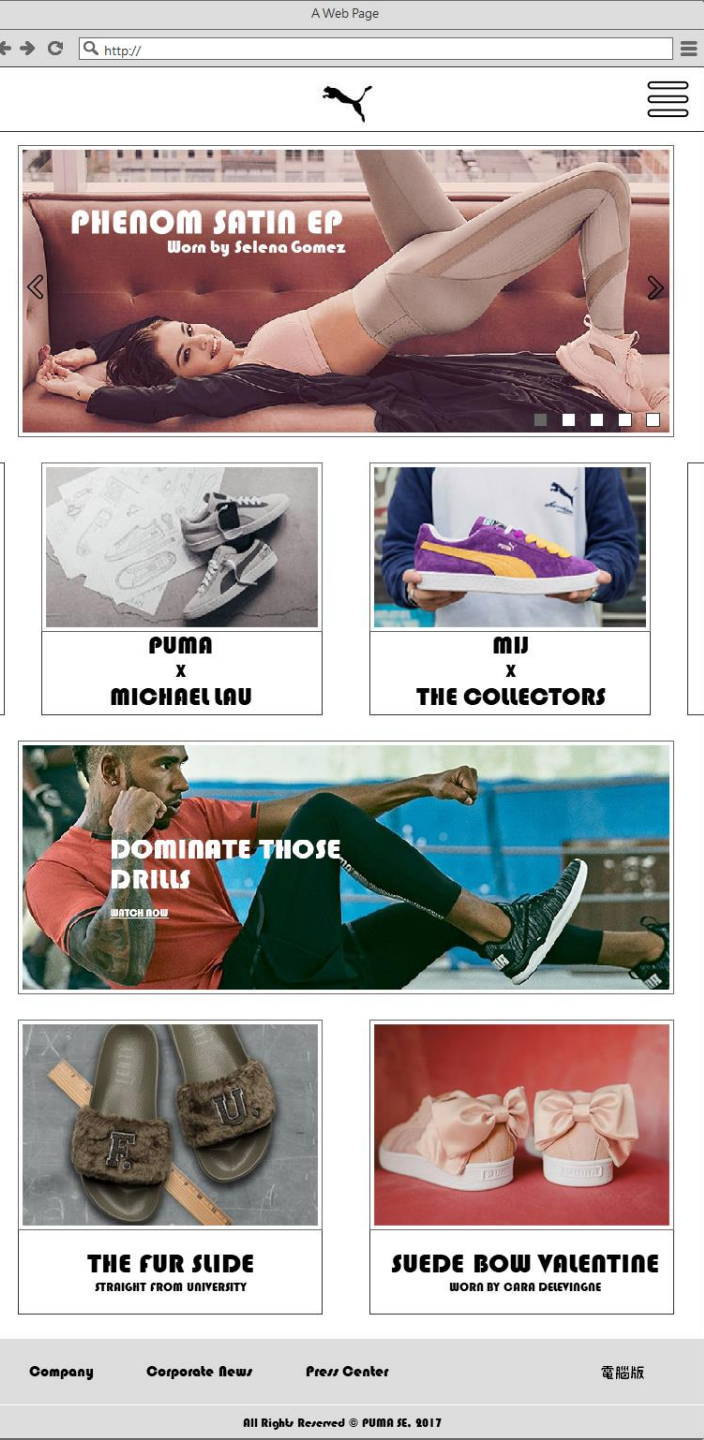 A Web Page
http://
PHENOM SATIN EP
Worn by Selena Gomez
PUMA
X
MICHAEL LAU
MIJ
X
THE COLLECTORS
DOMINATE THOSE
DRILLS
WATCH NOW
F.
U.
THE FUR SLIDE
STRAIGHT FROM UNIVERSITY
SUEDE BOW VALENTINE
WORN BY CARA DELEVINGNE
Company Corporate News Press Center 電腦版
All Rights Reserved © PUMA SE, 2017